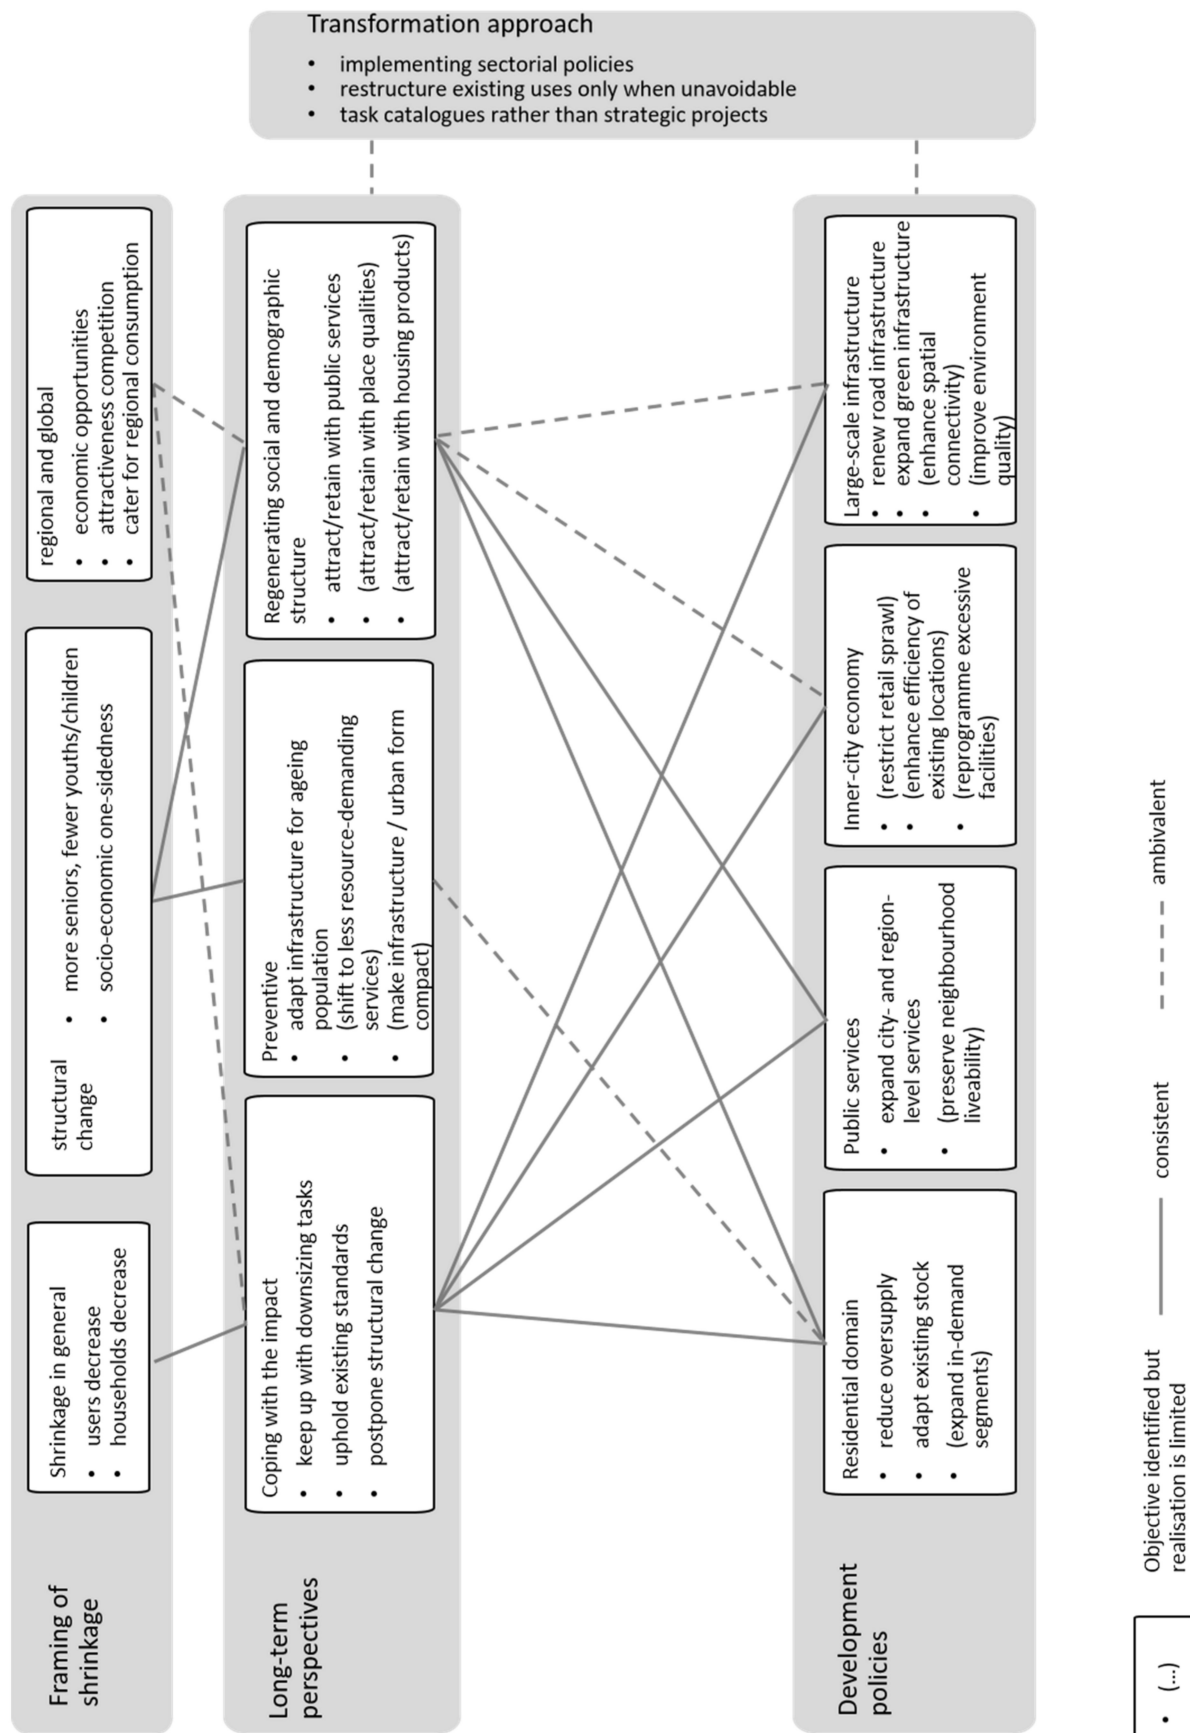 Transformation approach
• implementing sectorial policies
• restructure existing uses only when unavoidable
• task catalogues rather than strategic projects
Framing of
shrinkage
Shrinkage in general
• users decrease
• households decrease
structural
change
• more seniors, fewer youths/children
• socio-economic one-sidedness
regional and global
• economic opportunities
• attractiveness competition
• cater for regional consumption
Long-term
perspectives
Coping with the impact
• keep up with downsizing tasks
• uphold existing standards
• postpone structural change
Preventive
• adapt infrastructure for ageing
population
• (shift to less resource-demanding
services)
• (make infrastructure / urban form
compact)
Regenerating social and demographic
structure
• attract/retain with public services
• (attract/retain with place qualities)
• (attract/retain with housing products)
Development
policies
Residential domain
• reduce oversupply
• adapt existing stock
• (expand in-demand
segments)
Public services
• expand city- and region-
level services
• (preserve neighbourhood
liveability)
Inner-city economy
• (restrict retail sprawl)
• (enhance efficiency of
existing locations)
• (reprogramme excessive
facilities)
Large-scale infrastructure
• renew road infrastructure
• expand green infrastructure
• (enhance spatial
connectivity)
• (improve environment
quality)
• (...)
Objective identified but
realisation is limited
consistent
ambivalent